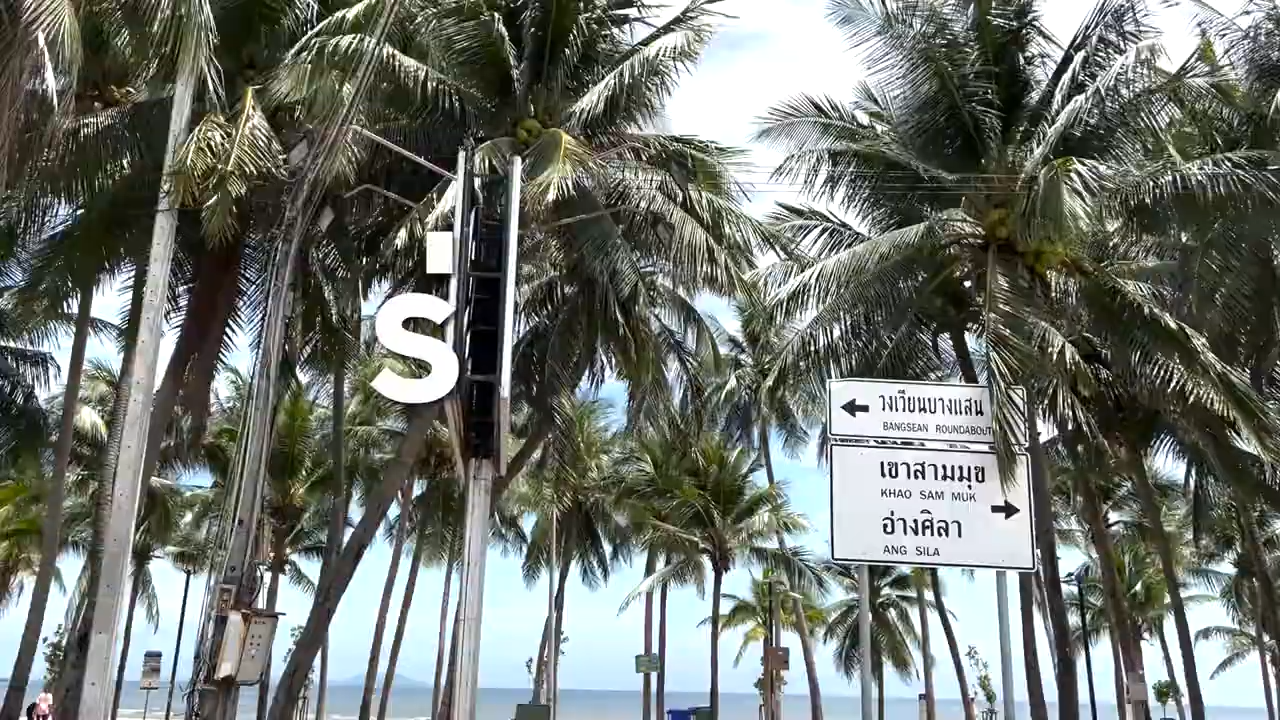 S
วงเวียนบางแสน
BANGSEAN ROUNDABOUT
เขาสามมุข
KHAO SAM MUK
อ่างศิลา
ANG SILA